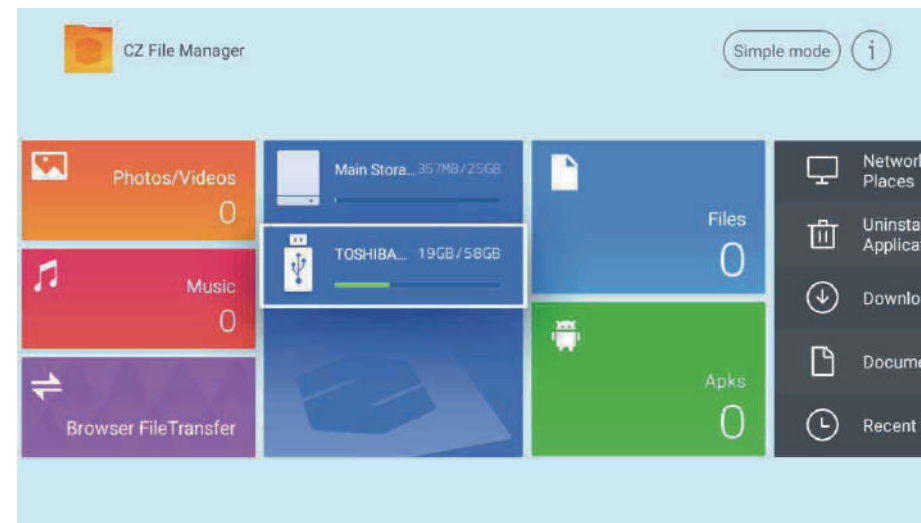 CZ File Manager
Simple mode
i
Photos/Videos
0
Music
0
Browser FileTransfer
Main Stora... 357MB/25GB
TOSHIBA... 19GB/58GB
Files
0
Apks
0
Network
Places
Uninsta
Applica
Downlo
Docume
Recent